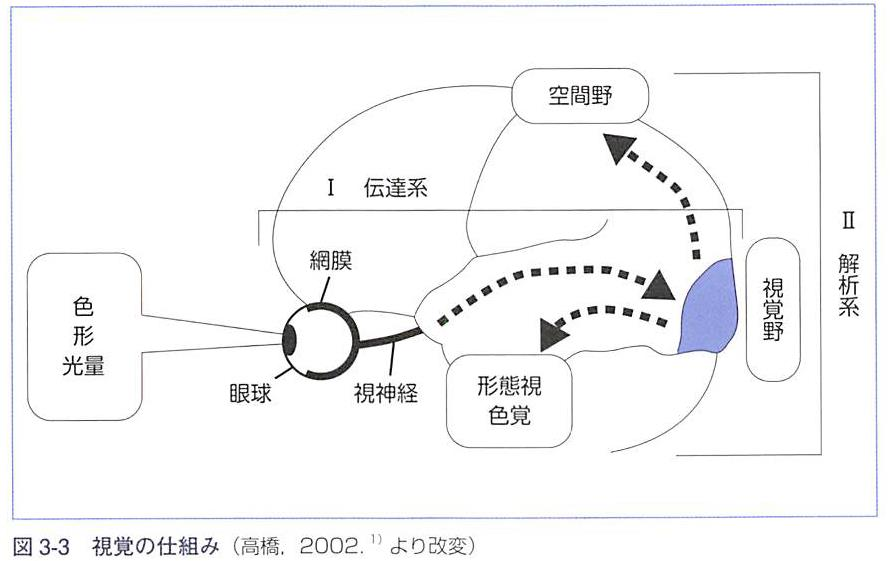 空間野
Ⅰ 伝達系
Ⅱ 解析系
網膜
色
形
光量
視覚野
眼球
視神経
形態視
色覚
図3-3 視覚の仕組み（高橋，2002.1）より改変）